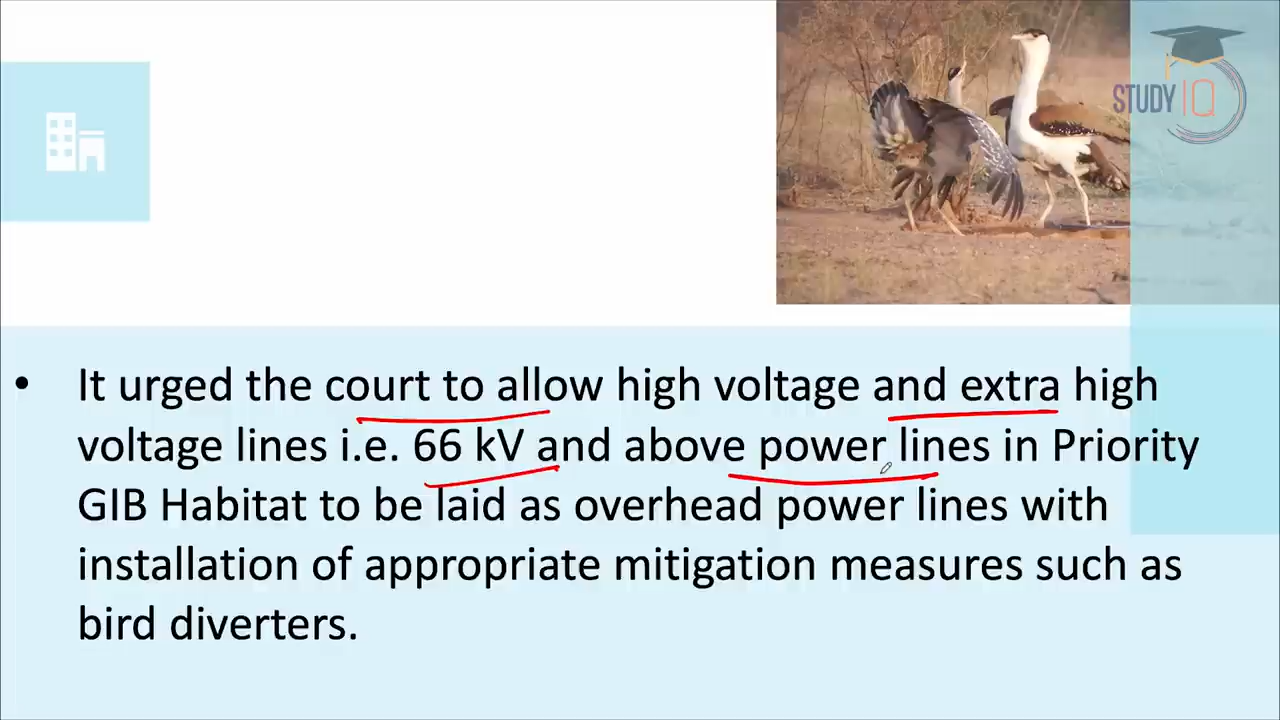 STUDY IQ
• It urged the court to allow high voltage and extra high
voltage lines i.e. 66 kV and above power lines in Priority
GIB Habitat to be laid as overhead power lines with
installation of appropriate mitigation measures such as
bird diverters.